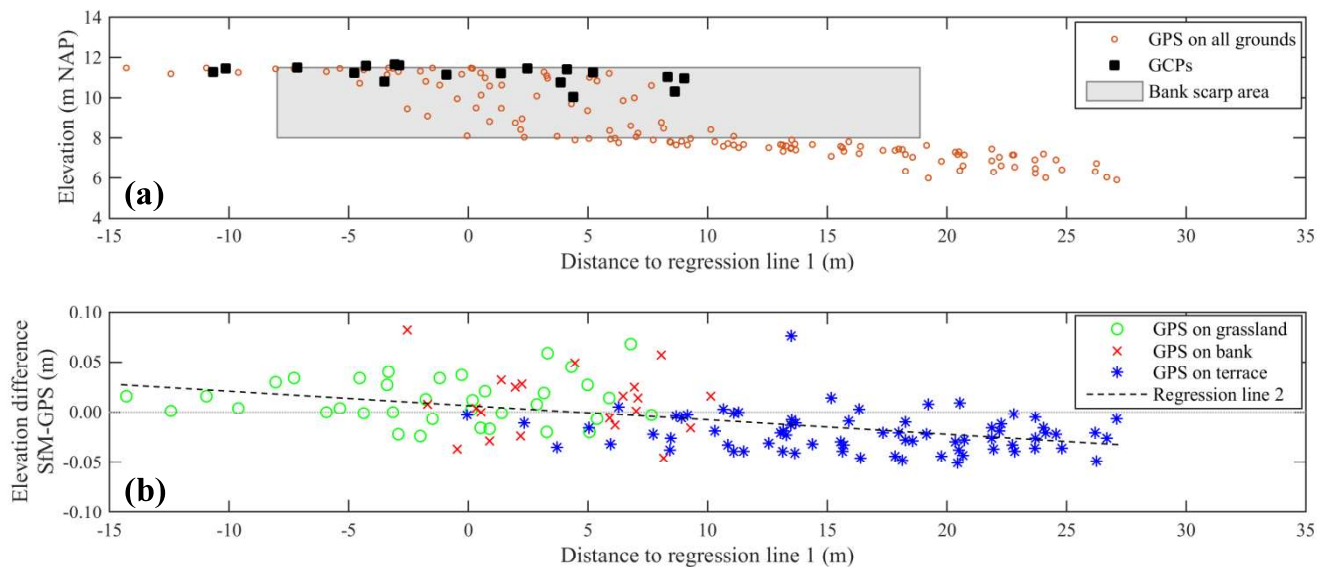 14
12
10
8
6
4
Elevation (m NAP)
(a)
GPS on all grounds
GCPs
Bank scarp area
-15 -10 -5 0 5 10 15 20 25 30 35
Distance to regression line 1 (m)
0.10
0.05
0.00
-0.05
-0.10
Elevation difference
SfM-GPS (m)
(b)
GPS on grassland
GPS on bank
GPS on terrace
Regression line 2
-15 -10 -5 0 5 10 15 20 25 30 35
Distance to regression line 1 (m)